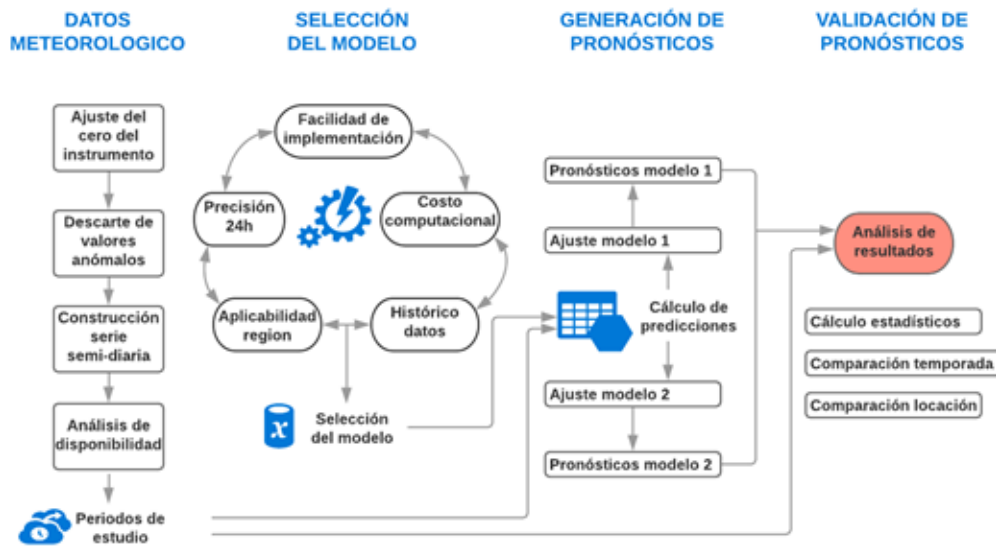 DATOS
METEOROLOGICO
SELECCIÓN
DEL MODELO
GENERACIÓN DE
PRONÓSTICOS
VALIDACIÓN DE
PRONÓSTICOS
Ajuste del
cero del
instrumento
Descarte de
valores
anómalos
Construcción
serie
semi-diaria
Análisis de
disponibilidad
Periodos de
estudio
Facilidad de
implementación
Precisión
24h
Costo
computacional
Aplicabilidad
region
Histórico
datos
x
Selección
del modelo
Pronósticos modelo 1
Ajuste modelo 1
Cálculo de
predicciones
Ajuste modelo 2
Pronósticos modelo 2
Análisis de
resultados
Cálculo estadísticos
Comparación temporada
Comparación locación